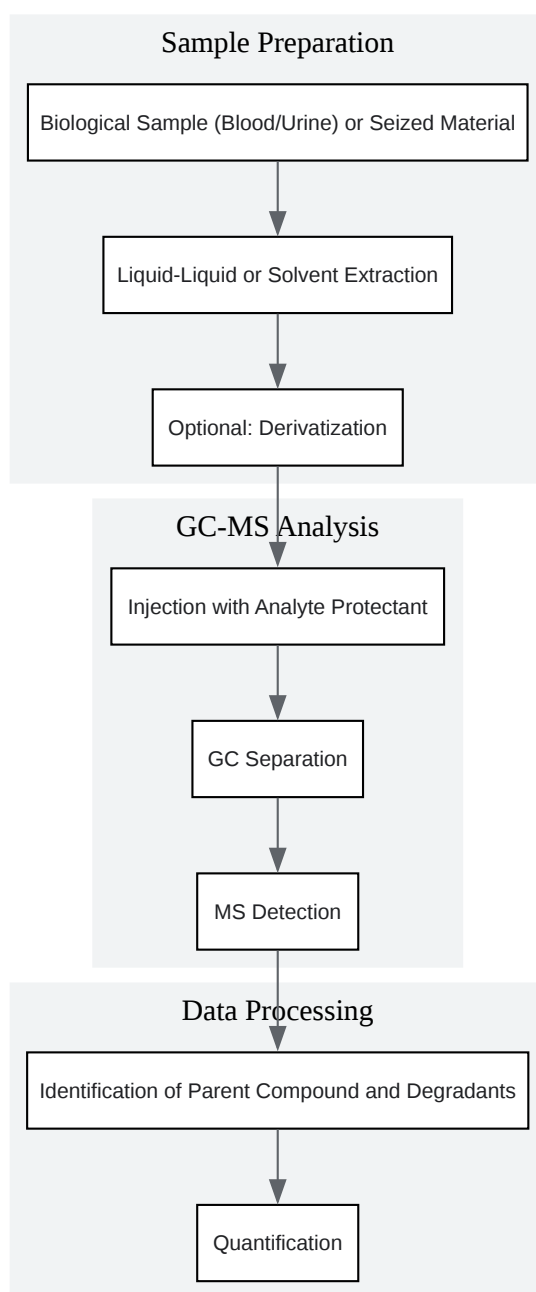 Sample Preparation
Biological Sample (Blood/Urine) or Seized Material
Liquid-Liquid or Solvent Extraction
Optional: Derivatization
GC-MS Analysis
Injection with Analyte Protectant
GC Separation
MS Detection
Data Processing
Identification of Parent Compound and Degradants
Quantification